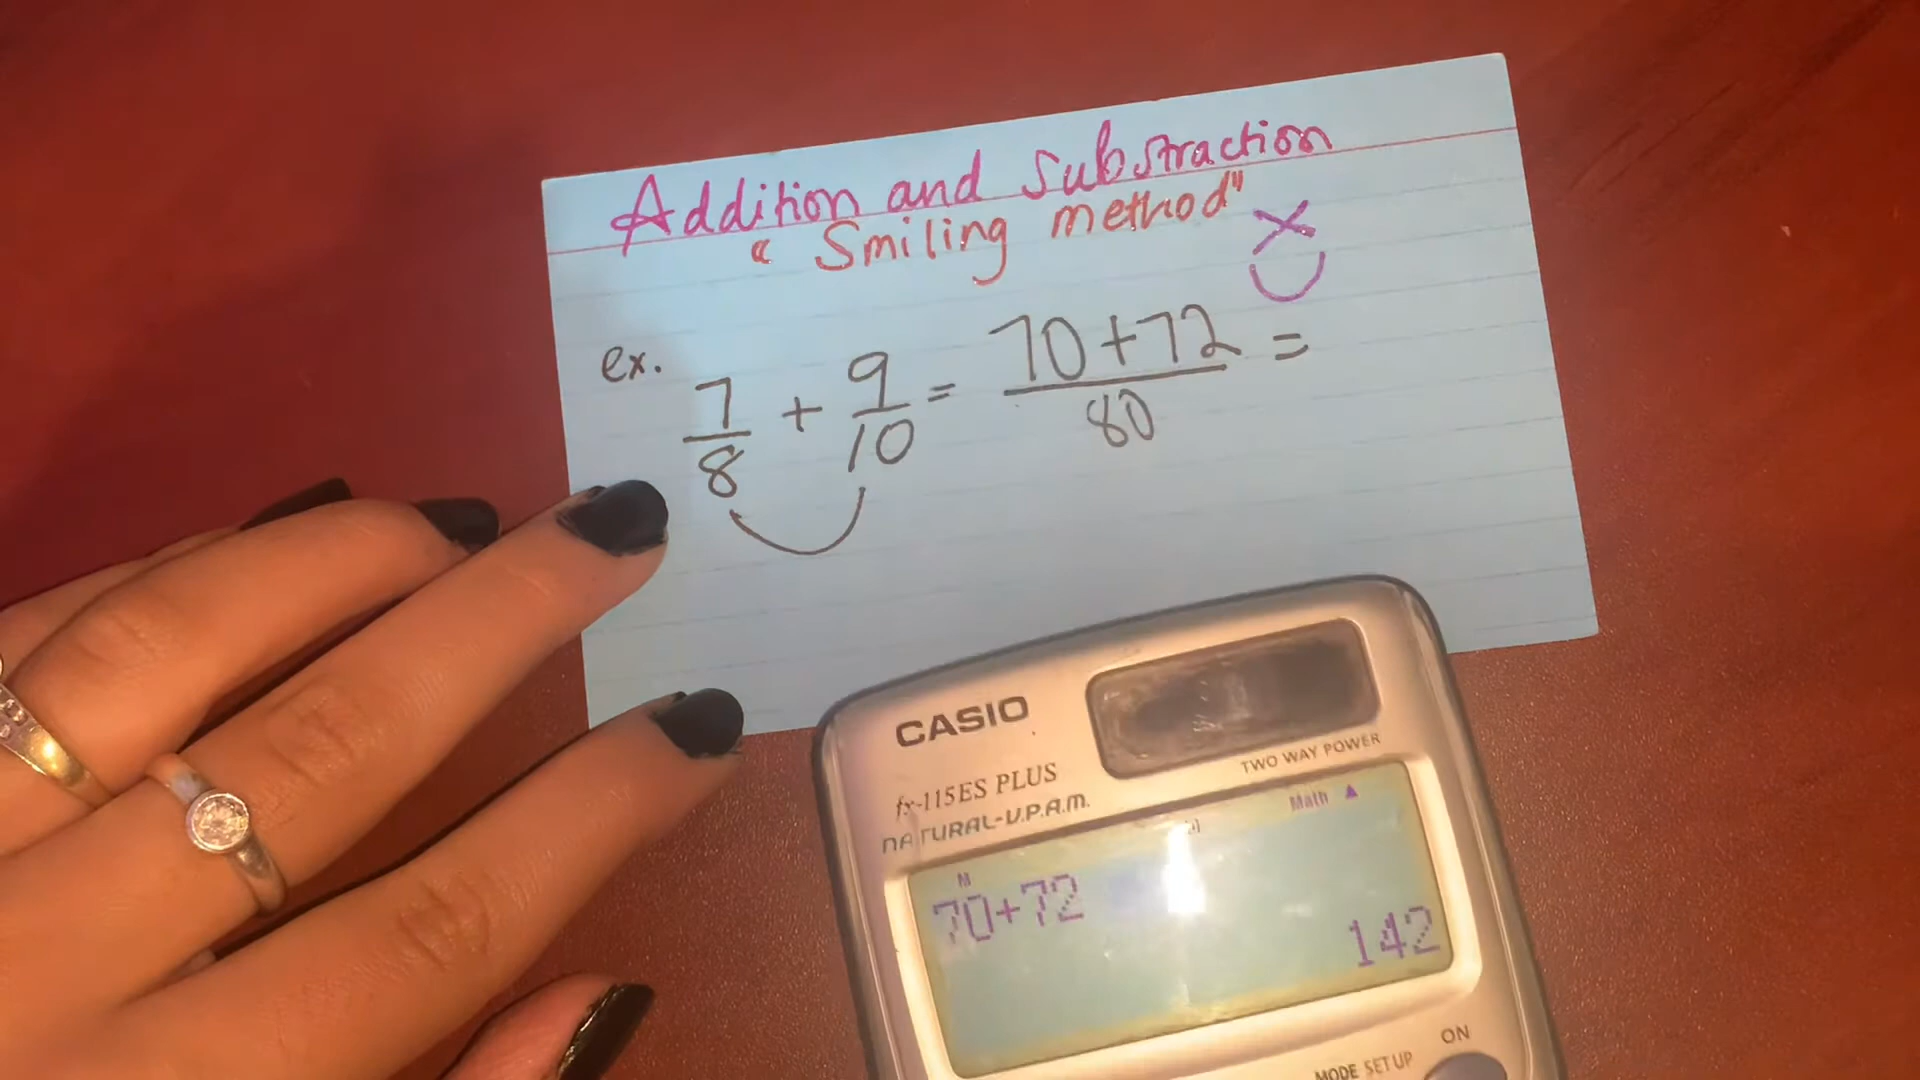 Addition and Substraction
"Smiling method"
×
ex. 7/8 + 9/10 = 70+72/80 =
CASIO
fx-115ES PLUS
NATURAL-V.P.A.M.
TWO WAY POWER
Math ▲
M
70+72
142
MODE SETUP
ON